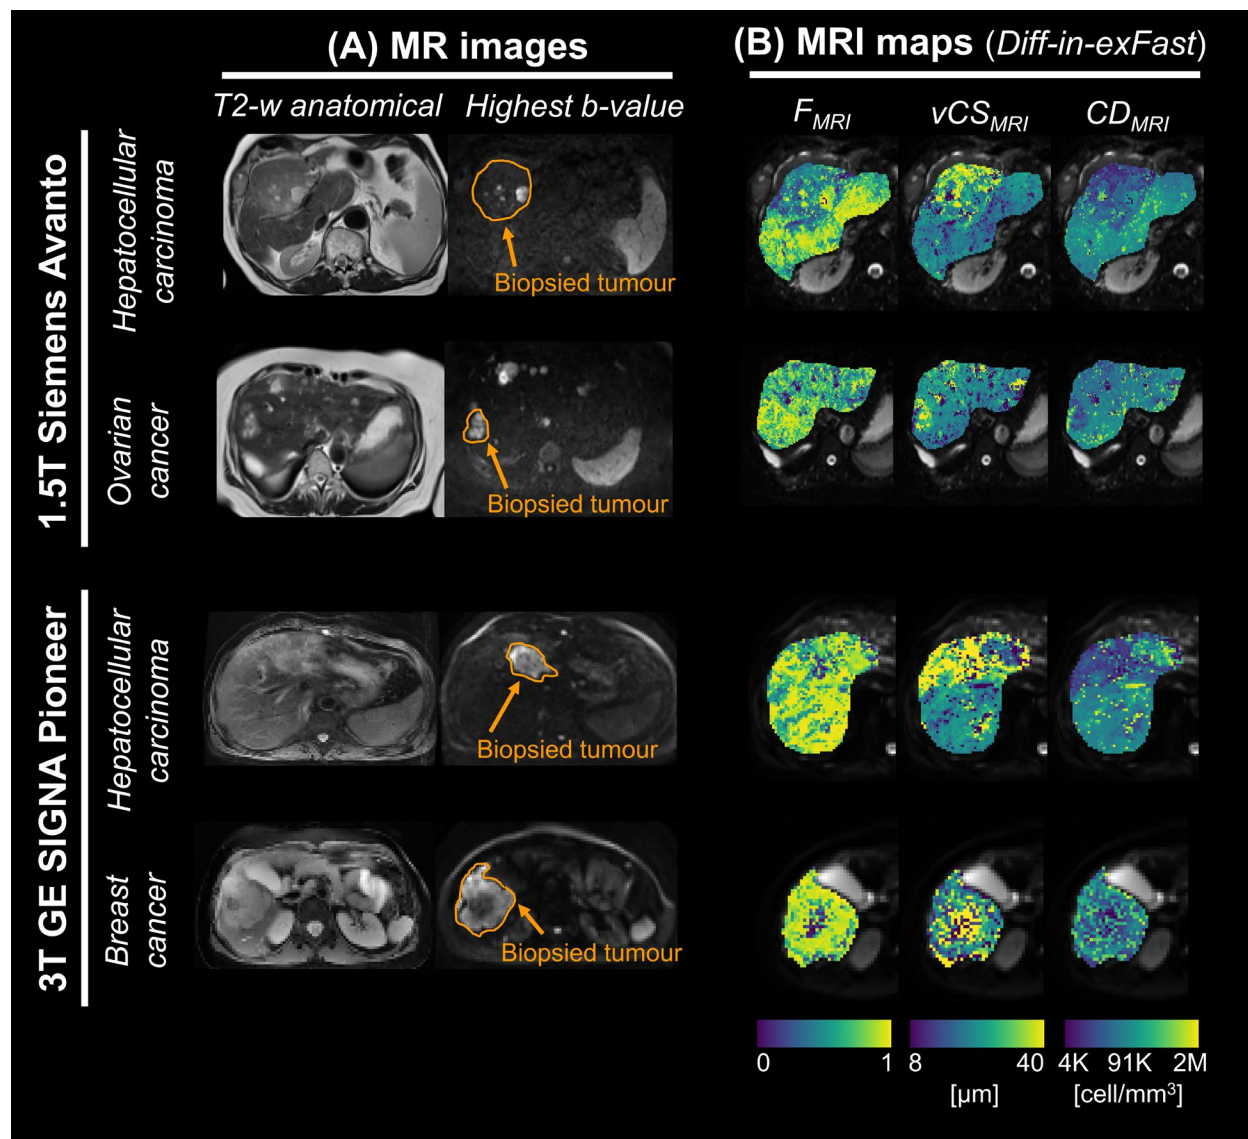 (A) MR images
(B) MRI maps (Diff-in-exFast)
T2-w anatomical
Highest b-value
F_MRI
vCS_MRI
CD_MRI
1.5T Siemens Avanto
Hepatocellular
carcinoma
Biopsied tumour
Ovarian
cancer
Biopsied tumour
3T GE SIGNA Pioneer
Hepatocellular
carcinoma
Biopsied tumour
Breast
cancer
Biopsied tumour
0 1
8 40
4K 91K 2M
[µm]
[cell/mm³]